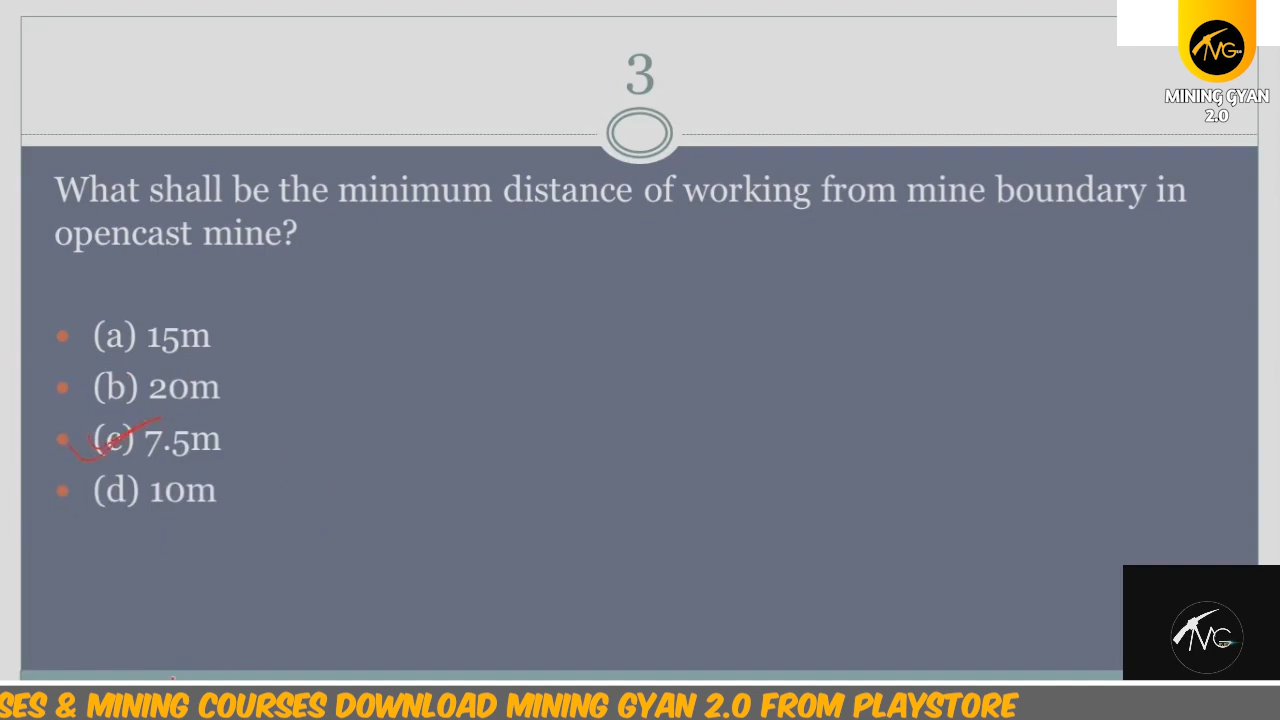 3
MINING GYAN
2.0
What shall be the minimum distance of working from mine boundary in
opencast mine?
(a) 15m
(b) 20m
(c) 7.5m
(d) 10m
SES & MINING COURSES DOWNLOAD MINING GYAN 2.0 FROM PLAYSTORE